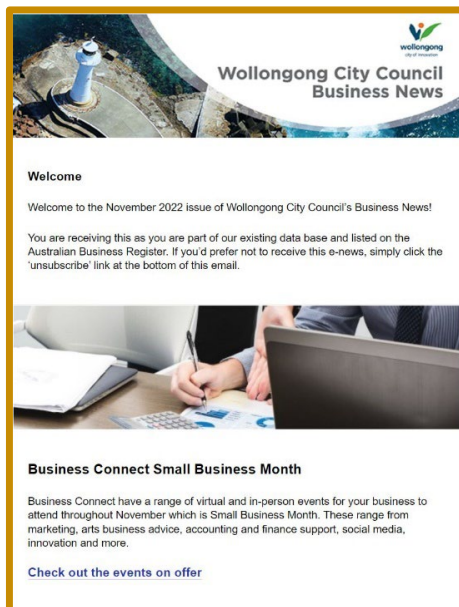 wollongong
city of innovation
Wollongong City Council
Business News
Welcome
Welcome to the November 2022 issue of Wollongong City Council's Business News!
You are receiving this as you are part of our existing data base and listed on the
Australian Business Register. If you'd prefer not to receive this e-news, simply click the
'unsubscribe' link at the bottom of this email.
Business Connect Small Business Month
Business Connect have a range of virtual and in-person events for your business to
attend throughout November which is Small Business Month. These range from
marketing, arts business advice, accounting and finance support, social media,
innovation and more.
Check out the events on offer